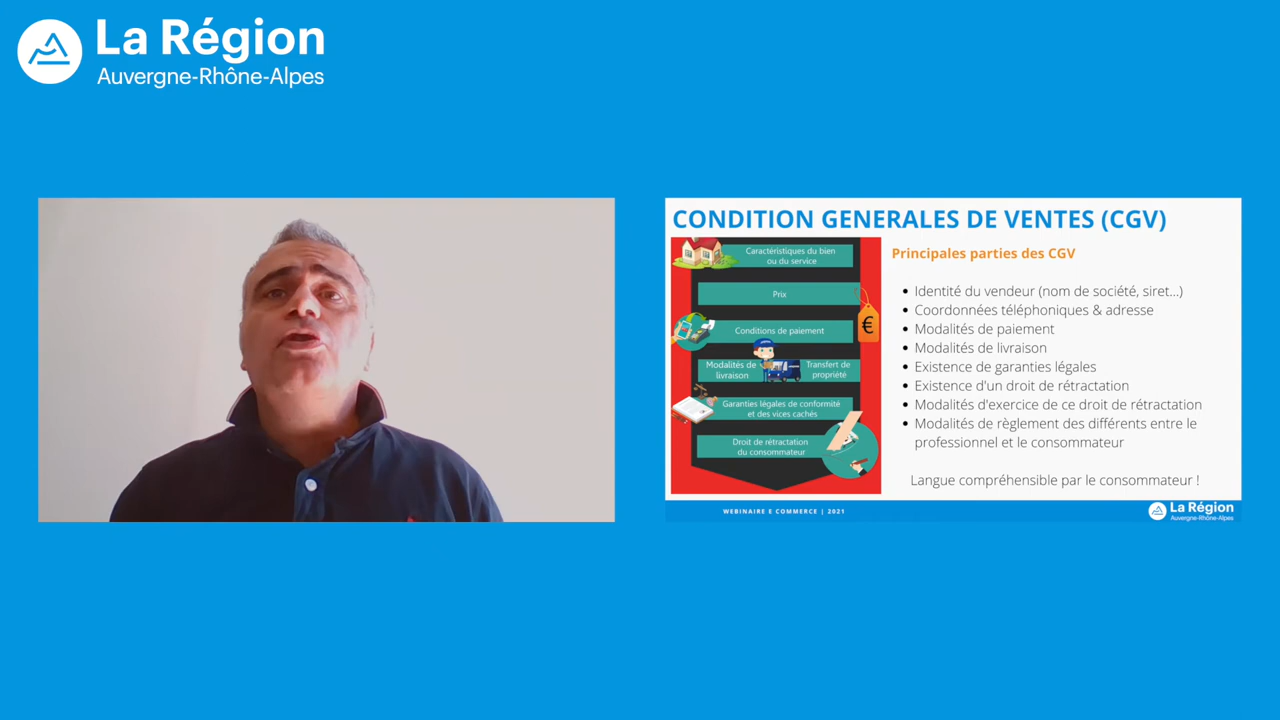 La Région
Auvergne-Rhône-Alpes
CONDITION GENERALES DE VENTES (CGV)
Caractéristiques du bien
ou du service
Prix
€
Conditions de paiement
Modalités de
livraison
Transfert de
propriété
Garanties légales de conformité
et des vices cachés
Droit de rétractation
du consommateur
Principales parties des CGV
Identité du vendeur (nom de société, siret...)
Coordonnées téléphoniques & adresse
Modalités de paiement
Modalités de livraison
Existence de garanties légales
Existence d'un droit de rétractation
Modalités d'exercice de ce droit de rétractation
Modalités de règlement des différents entre le
professionnel et le consommateur
Langue compréhensible par le consommateur !
WEBINAIRE E COMMERCE | 2021
La Région
Auvergne-Rhône-Alpes